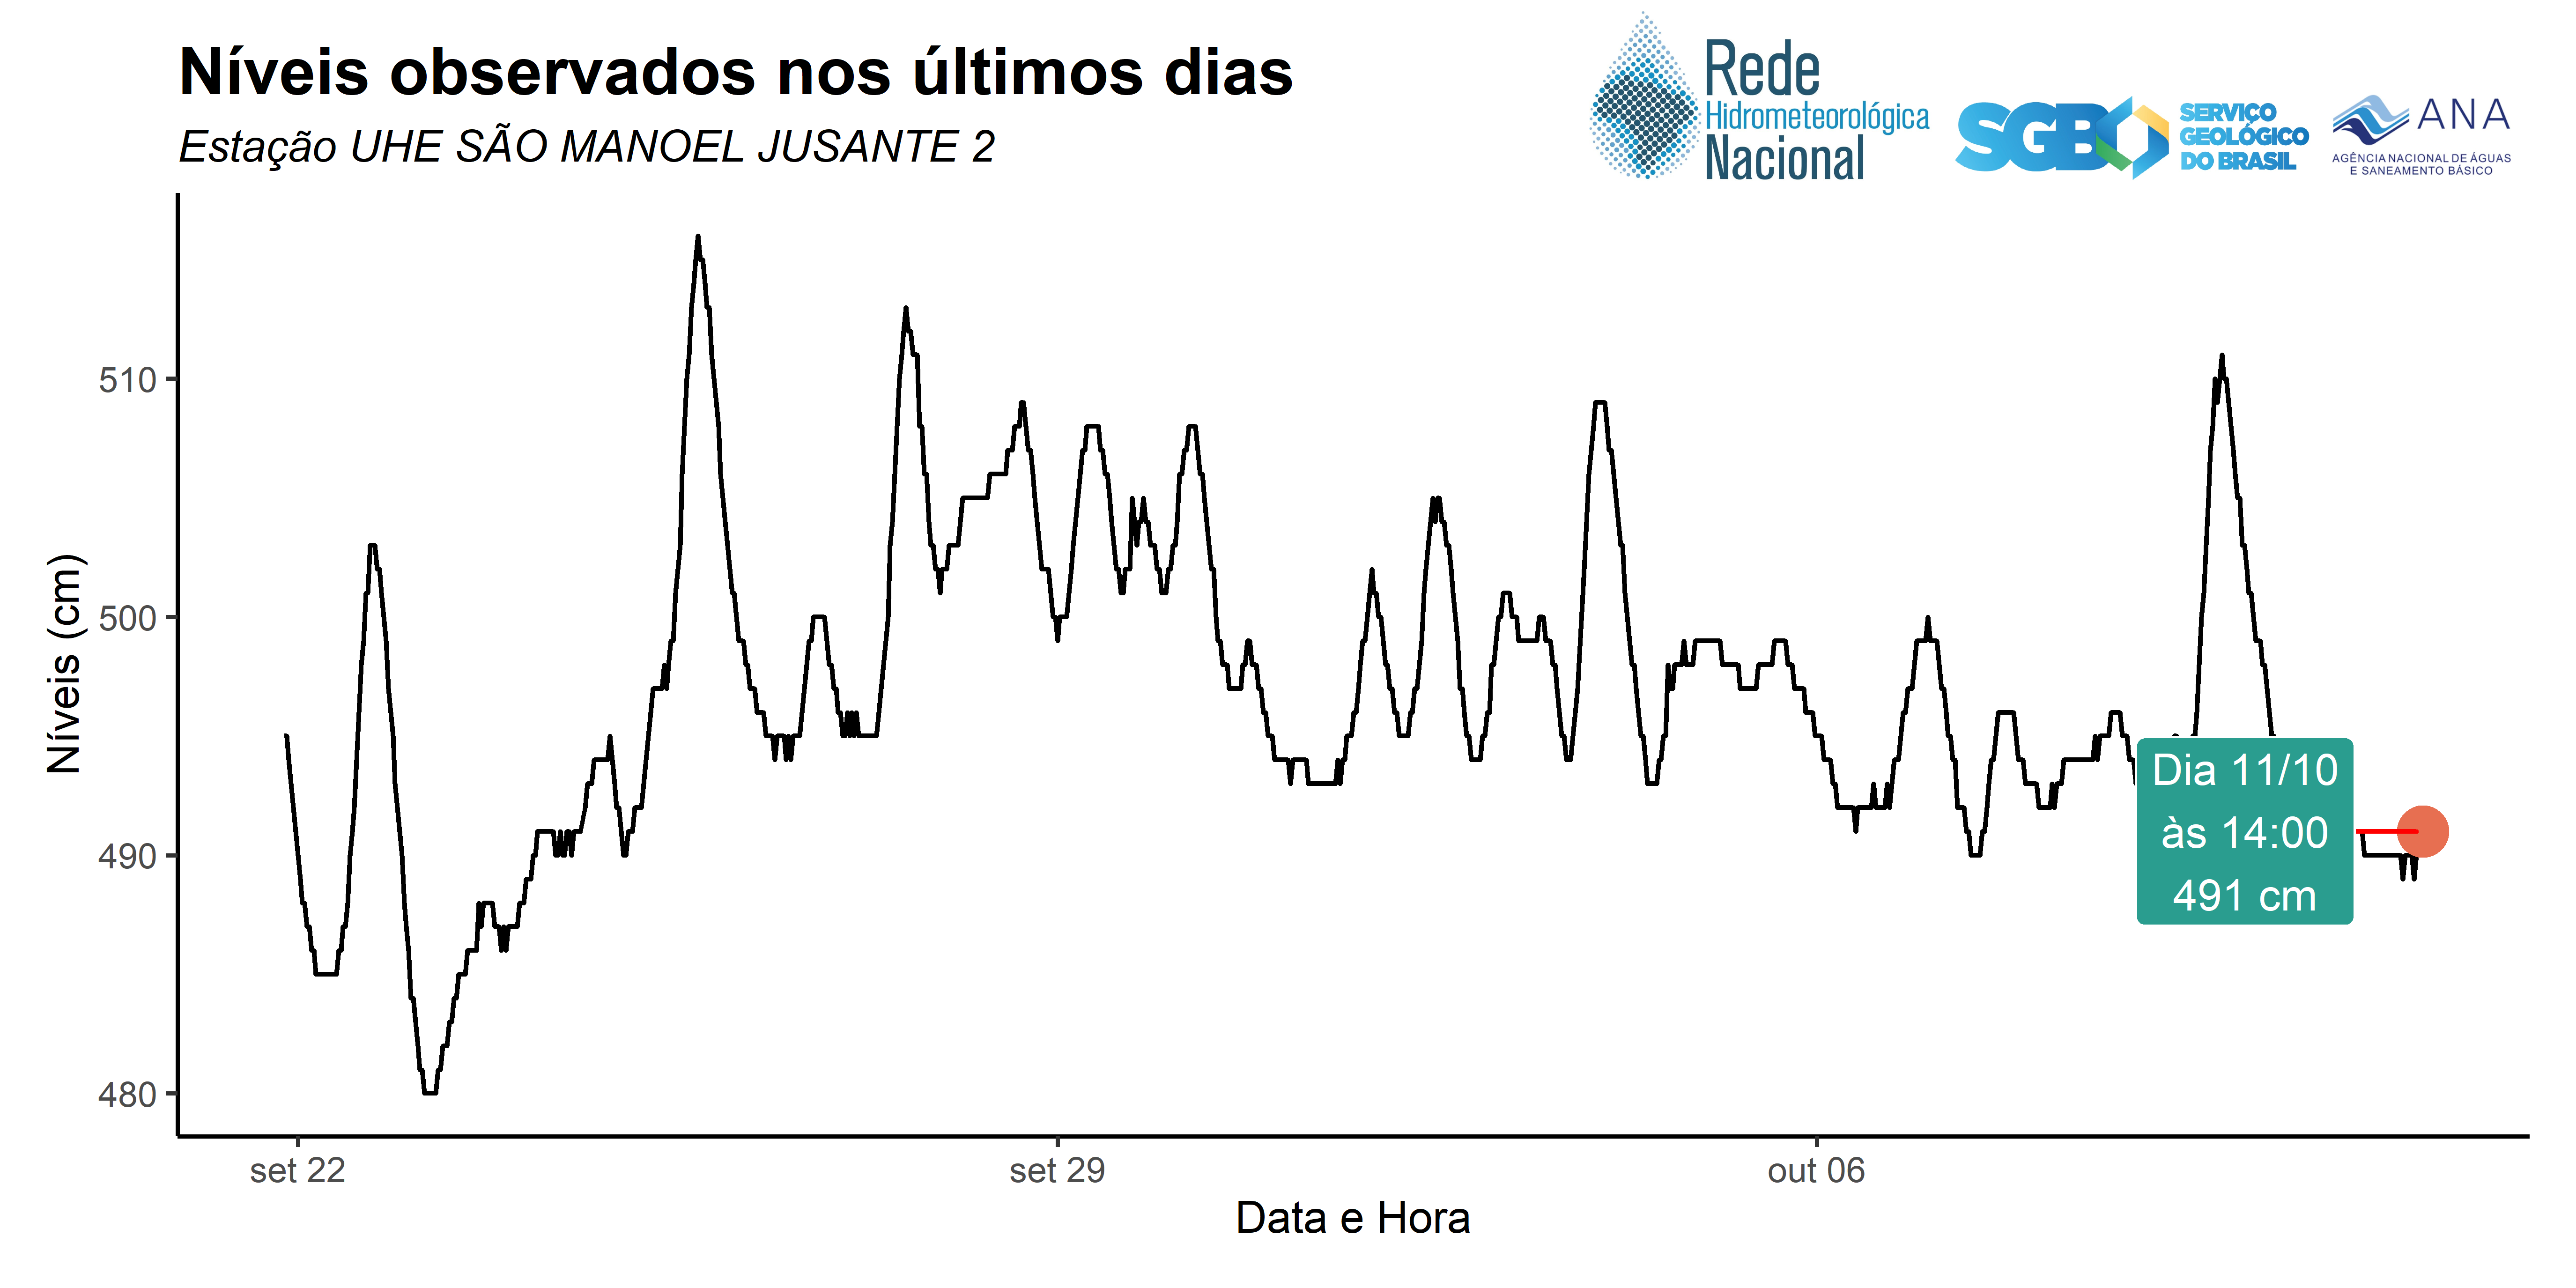 Níveis observados nos últimos dias
Estação UHE SÃO MANOEL JUSANTE 2
Rede
Hidrometeorológica
Nacional
SGB
SERVIÇO
GEOLÓGICO
DO BRASIL
ANA
AGÊNCIA NACIONAL DE ÁGUAS
E SANEAMENTO BÁSICO
Níveis (cm)
510
500
490
480
Dia 11/10
às 14:00
491 cm
set 22
set 29
out 06
Data e Hora